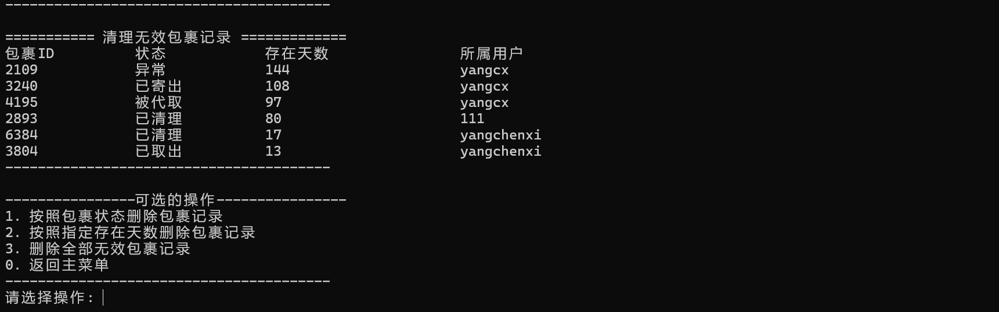 ----------------------------------------
=========== 清理无效包裹记录 =============
包裹ID 状态 存在天数 所属用户
2109 异常 144 yangcx
3240 已寄出 108 yangcx
4195 被代取 97 yangcx
2893 已清理 80 111
6384 已清理 17 yangchenxi
3804 已取出 13 yangchenxi
----------------------------------------
----------------可选的操作----------------
1. 按照包裹状态删除包裹记录
2. 按照指定存在天数删除包裹记录
3. 删除全部无效包裹记录
0. 返回主菜单
----------------------------------------
请选择操作: